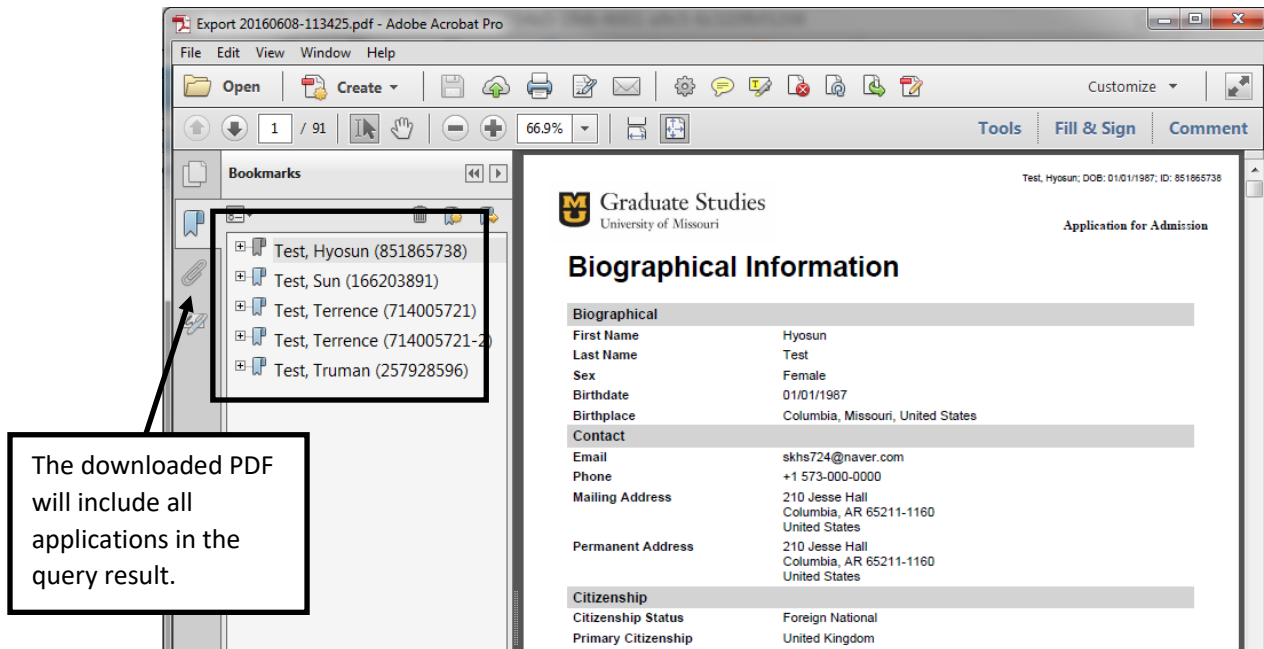 Export 20160608-113425.pdf - Adobe Acrobat Pro
File Edit View Window Help
Open Create Customize
1 / 91 66.9% Tools Fill & Sign Comment
Bookmarks
Test, Hyosun (851865738)
Test, Sun (166203891)
Test, Terrence (714005721)
Test, Terrence (714005721-2)
Test, Truman (257928596)
The downloaded PDF
will include all
applications in the
query result.
Test, Hyosun; DOB: 01/01/1987; ID: 851865738
Graduate Studies
University of Missouri
Application for Admission
Biographical Information
Biographical
First Name Hyosun
Last Name Test
Sex Female
Birthdate 01/01/1987
Birthplace Columbia, Missouri, United States
Contact
Email skhs724@naver.com
Phone +1 573-000-0000
Mailing Address 210 Jesse Hall
Columbia, AR 65211-1160
United States
Permanent Address 210 Jesse Hall
Columbia, AR 65211-1160
United States
Citizenship
Citizenship Status Foreign National
Primary Citizenship United Kingdom